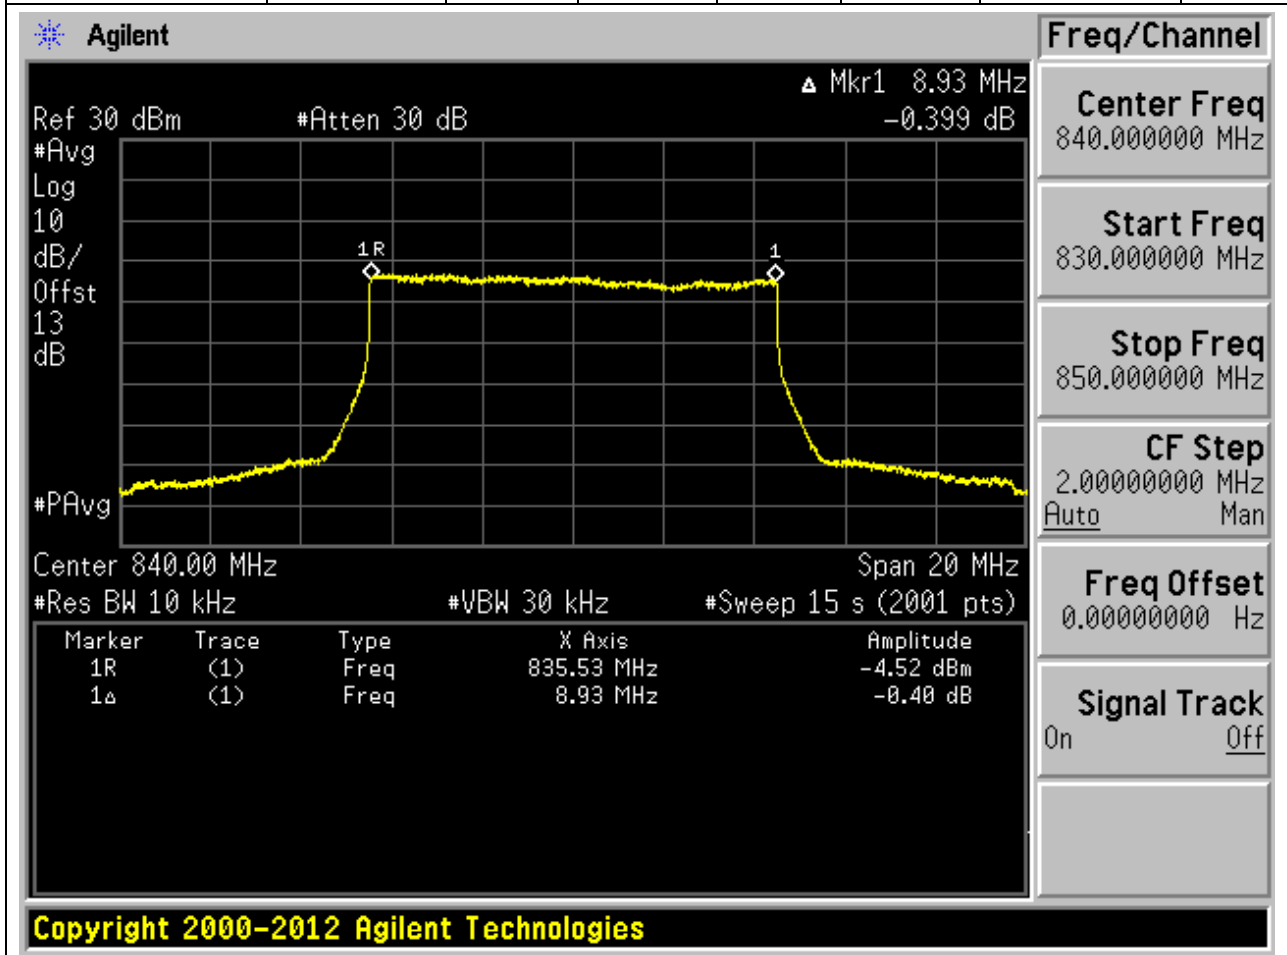 Agilent
Freq/Channel
▵ Mkr1 8.93 MHz
Ref 30 dBm #Atten 30 dB -0.399 dB
#Avg
Log
10
dB/
Offst
13
dB
#PAvg
1R
1
Center 840.00 MHz Span 20 MHz
#Res BW 10 kHz #VBW 30 kHz #Sweep 15 s (2001 pts)
Marker Trace Type X Axis Amplitude
1R (1) Freq 835.53 MHz -4.52 dBm
1▵ (1) Freq 8.93 MHz -0.40 dB
Center Freq
840.000000 MHz
Start Freq
830.000000 MHz
Stop Freq
850.000000 MHz
CF Step
2.00000000 MHz
Auto Man
Freq Offset
0.00000000 Hz
Signal Track
On Off
Copyright 2000-2012 Agilent Technologies